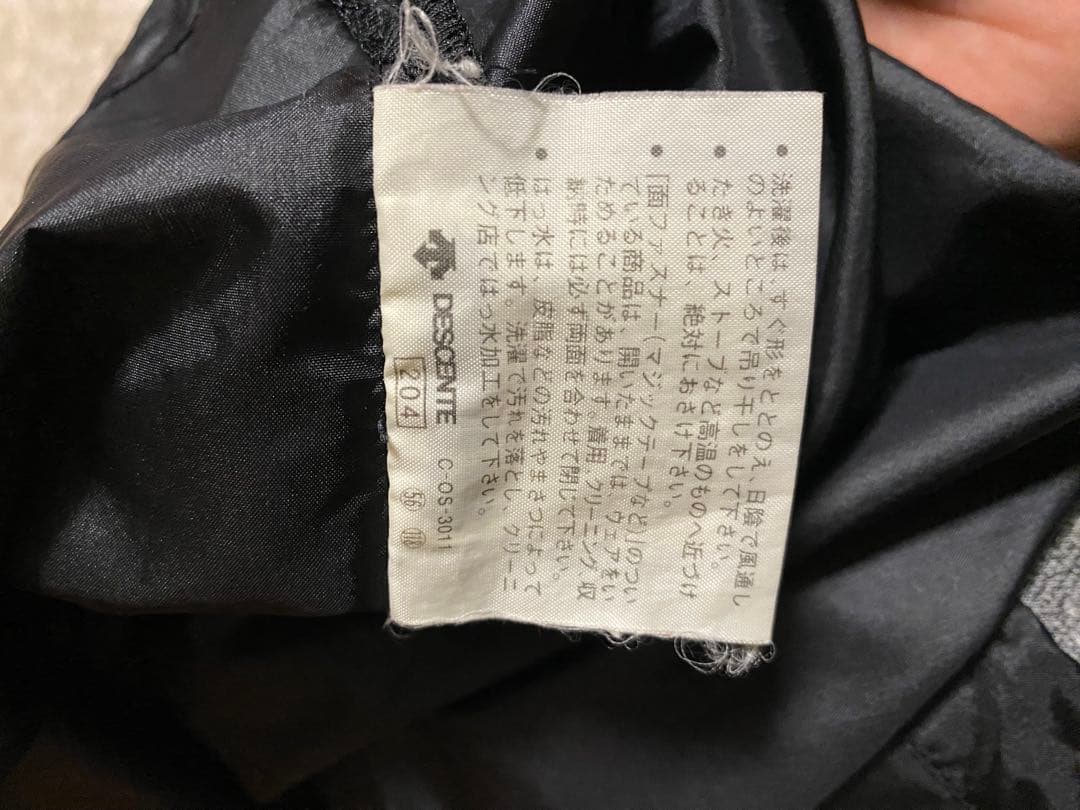 ● 洗濯後は、すぐ形をととのえ、日陰で風通し
のよいところで吊り干しをして下さい。
● たき火、ストーブなど高温のものへ近づけ
ることは、絶対におさけ下さい。
● 「面ファスナー(マジックテープなど)」のつい
ている商品は、開いたままでは、ウェアをい
ためることがあります。着用 クリーニング 収
納時には必ず両面を合わせて閉じて下さい。
● はっ水は、皮脂などの汚れやまさつによって
低下します。洗濯で汚れを落とし、クリーニ
ング店ではっ水加工をして下さい。
DESCENTE C-OS-3011
204 56 110